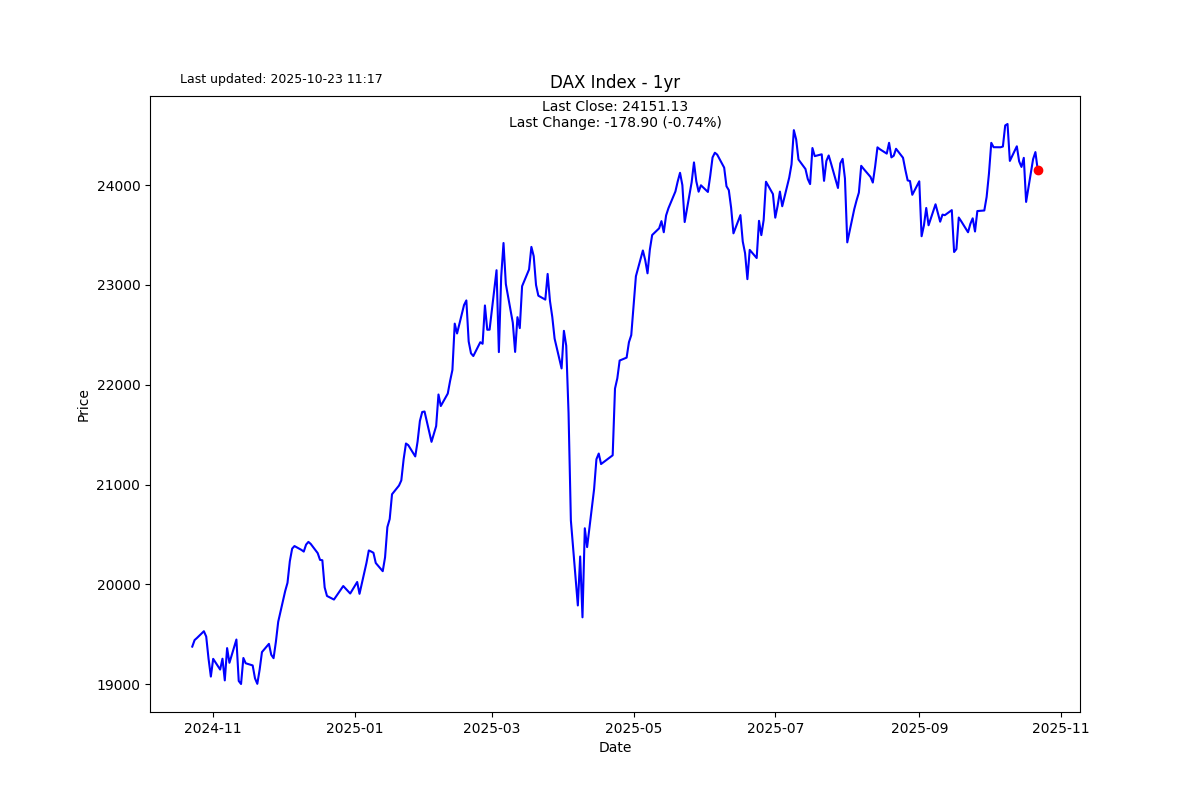 Last updated: 2025-10-23 11:17
DAX Index - 1yr
Last Close: 24151.13
Last Change: -178.90 (-0.74%)
24000
23000
22000
21000
20000
19000
Price
2024-11
2025-01
2025-03
2025-05
2025-07
2025-09
2025-11
Date